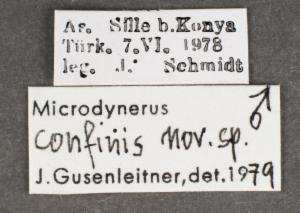 As. Sille b. Konya
Türk. 7.VI. 1978
leg. J. Schmidt
Microdynerus ♂
confinis nov. sp.
J. Gusenleitner, det. 1979